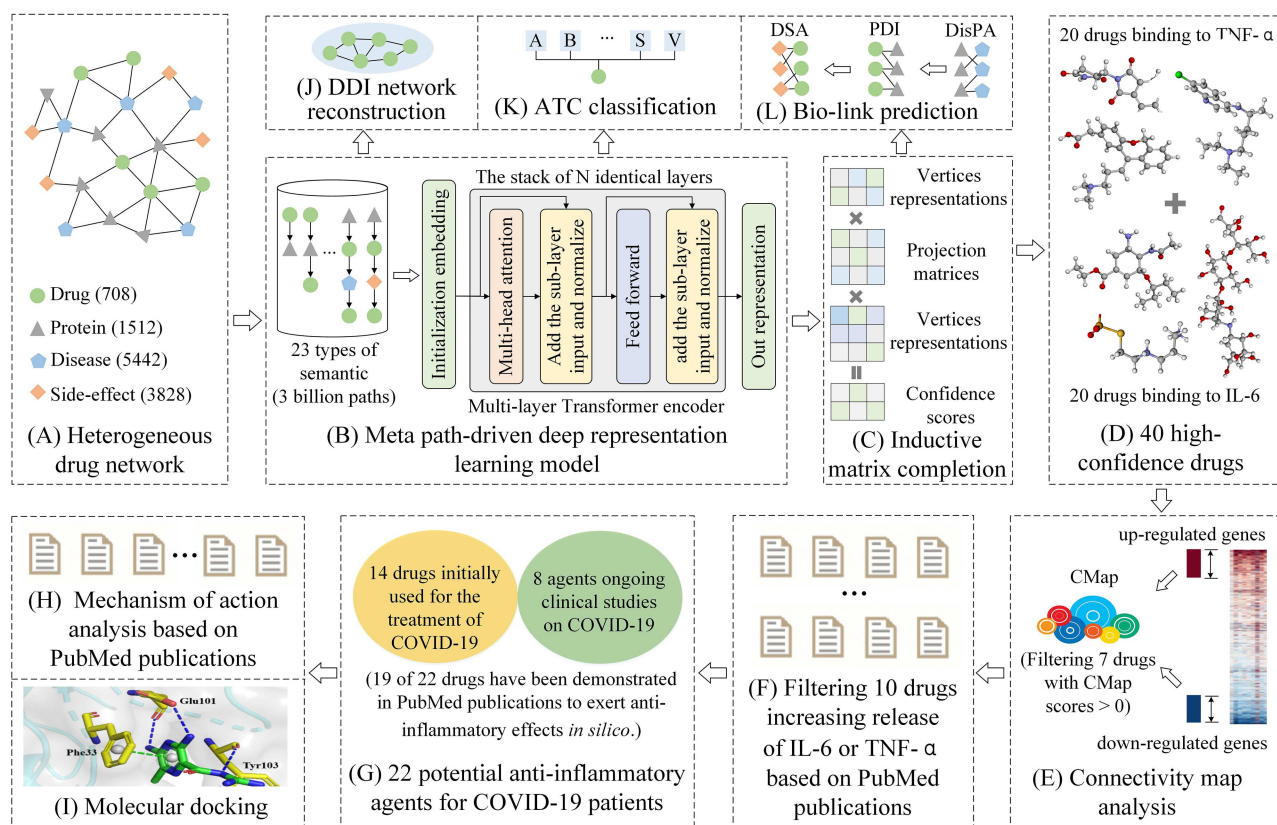 Drug (708)
Protein (1512)
Disease (5442)
Side-effect (3828)
(A) Heterogeneous
drug network
(J) DDI network
reconstruction
A B ... S V
(K) ATC classification
DSA PDI DisPA
(L) Bio-link prediction
...
23 types of
semantic
(3 billion paths)
Initialization embedding
The stack of N identical layers
Multi-head attention
Add the sub-layer
input and normalize
Feed forward
add the sub-layer
input and normalize
Out representation
Multi-layer Transformer encoder
(B) Meta path-driven deep representation
learning model
Vertices
representations
Projection
matrices
Vertices
representations
Confidence
scores
(C) Inductive
matrix completion
20 drugs binding to TNF- α
20 drugs binding to IL-6
(D) 40 high-
confidence drugs
up-regulated genes
CMap
(Filtering 7 drugs
with CMap
scores > 0)
down-regulated genes
(E) Connectivity map
analysis
...
(F) Filtering 10 drugs
increasing release
of IL-6 or TNF- α
based on PubMed
publications
14 drugs initially
used for the
treatment of
COVID-19
8 agents ongoing
clinical studies
on COVID-19
(19 of 22 drugs have been demonstrated
in PubMed publications to exert anti-
inflammatory effects in silico.)
(G) 22 potential anti-inflammatory
agents for COVID-19 patients
...
(H) Mechanism of action
analysis based on
PubMed publications
Glu101
Phe33
Tyr103
(I) Molecular docking